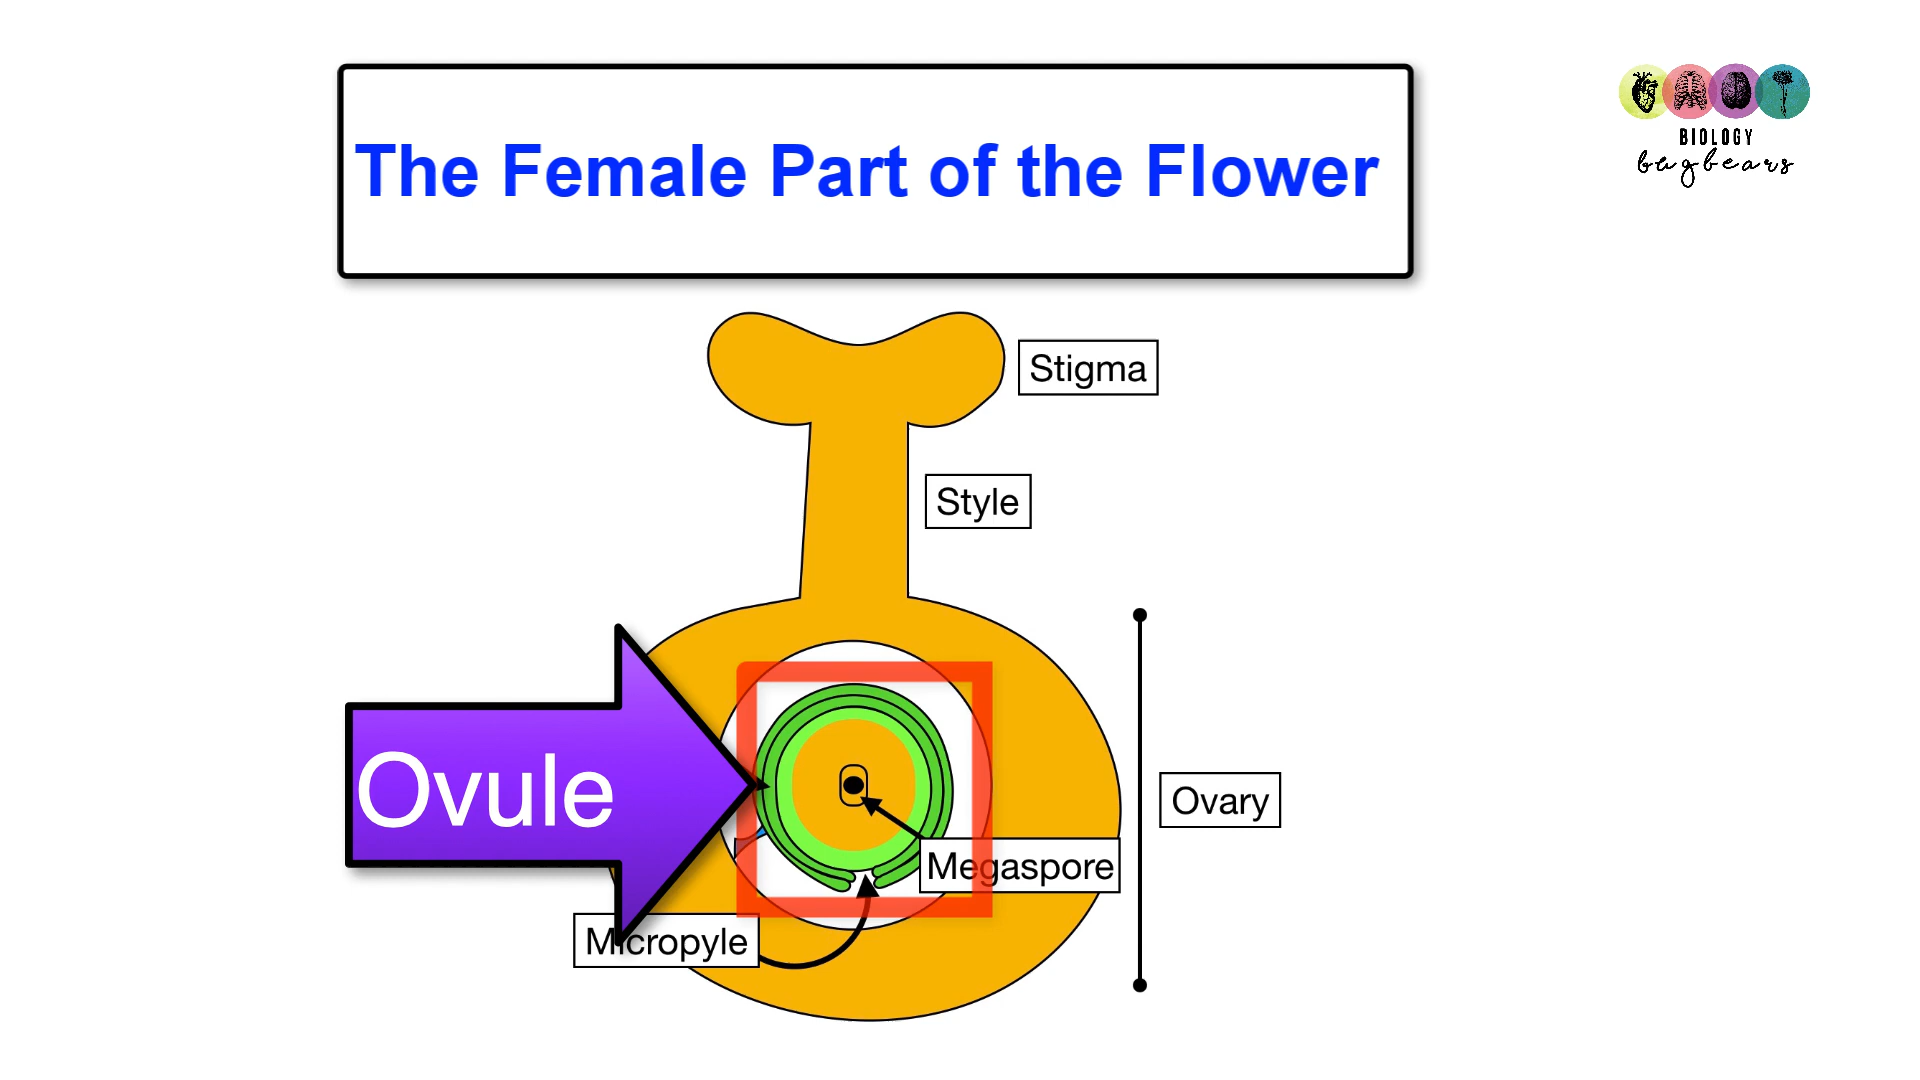 The Female Part of the Flower
BIOLOGY
bugbears
Stigma
Style
Ovule
Ovary
Megaspore
Micropyle